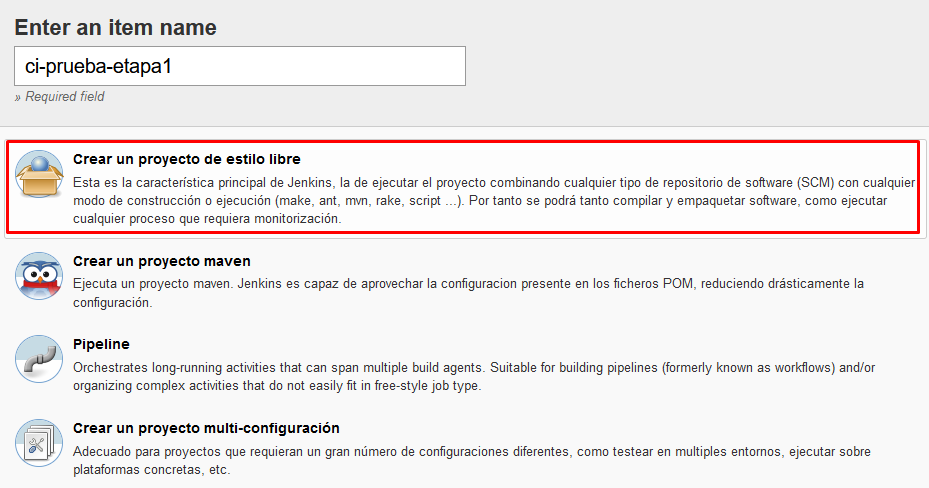 Enter an item name
ci-prueba-etapa1
» Required field
Crear un proyecto de estilo libre
Esta es la característica principal de Jenkins, la de ejecutar el proyecto combinando cualquier tipo de repositorio de software (SCM) con cualquier
modo de construcción o ejecución (make, ant, mvn, rake, script ...). Por tanto se podrá tanto compilar y empaquetar software, como ejecutar
cualquier proceso que requiera monitorización.
Crear un proyecto maven
Ejecuta un proyecto maven. Jenkins es capaz de aprovechar la configuracion presente en los ficheros POM, reduciendo drásticamente la
configuración.
Pipeline
Orchestrates long-running activities that can span multiple build agents. Suitable for building pipelines (formerly known as workflows) and/or
organizing complex activities that do not easily fit in free-style job type.
Crear un proyecto multi-configuración
Adecuado para proyectos que requieran un gran número de configuraciones diferentes, como testear en multiples entornos, ejecutar sobre
plataformas concretas, etc.